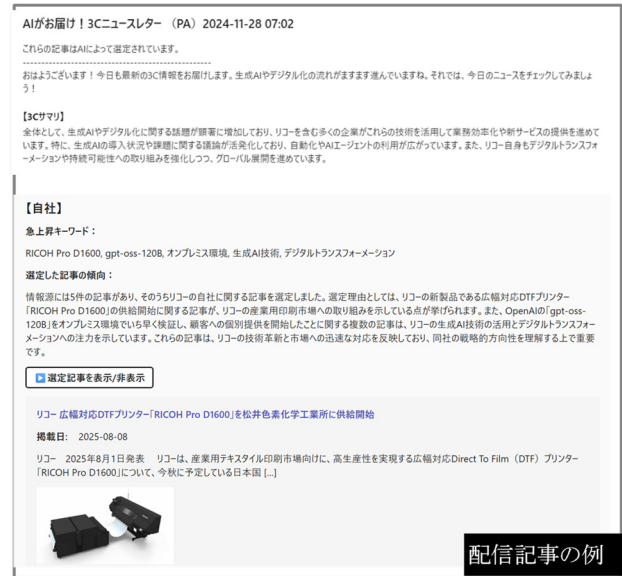 AIがお届け！3Cニュースレター （PA）2024-11-28 07:02
これらの記事はAIによって選定されています。
--------------------------------------------------
おはようございます！今日も最新の3C情報をお届けします。生成AIやデジタル化の流れがますます進んでいますね。それでは、今日のニュースをチェックしてみましょ
う！
【3Cサマリ】
全体として、生成AIやデジタル化に関する話題が顕著に増加しており、リコーを含む多くの企業がこれらの技術を活用して業務効率化や新サービスの提供を進めて
います。特に、生成AIの導入状況や課題に関する議論が活発化しており、自動化やAIエージェントの利用が広がっています。また、リコー自身もデジタルトランスフォ
ーメーションや持続可能性への取り組みを強化しつつ、グローバル展開を進めています。
【自社】
急上昇キーワード：
RICOH Pro D1600, gpt-oss-120B, オンプレミス環境, 生成AI技術, デジタルトランスフォーメーション
選定した記事の傾向：
情報源には5件の記事があり、そのうちリコーの自社に関する記事を選定しました。選定理由としては、リコーの新製品である広幅対応DTFプリンター
「RICOH Pro D1600」の供給開始に関する記事が、リコーの産業用印刷市場への取り組みを示している点が挙げられます。また、OpenAIの「gpt-oss-
120B」をオンプレミス環境でいち早く検証し、顧客への個別提供を開始したことに関する複数の記事は、リコーの生成AI技術の活用とデジタルトランスフォー
メーションへの注力を示しています。これらの記事は、リコーの技術革新と市場への迅速な対応を反映しており、同社の戦略的方向性を理解する上で重要
です。
選定記事を表示/非表示
リコー 広幅対応DTFプリンター「RICOH Pro D1600」を松井色素化学工業所に供給開始
掲載日: 2025-08-08
リコー 2025年8月1日発表 リコーは、産業用テキスタイル印刷市場向けに、高生産性を実現する広幅対応Direct To Film（DTF）プリンター
「RICOH Pro D1600」について、今秋に予定している日本国 [...]
配信記事の例